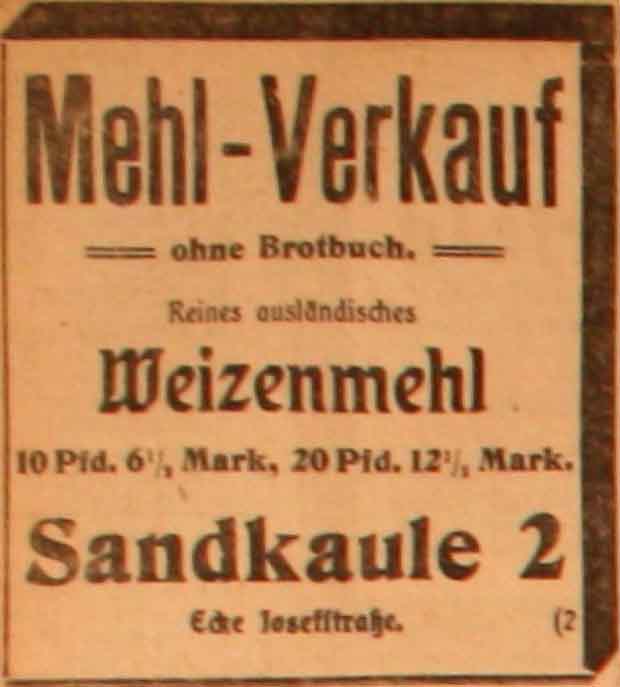 Mehl-Verkauf
ohne Brotbuch.
Reines ausländisches
Weizenmehl
10 Pfd. 6½ Mark, 20 Pfd. 12½ Mark.
Sandkaule 2
Ecke Josefstraße. (2